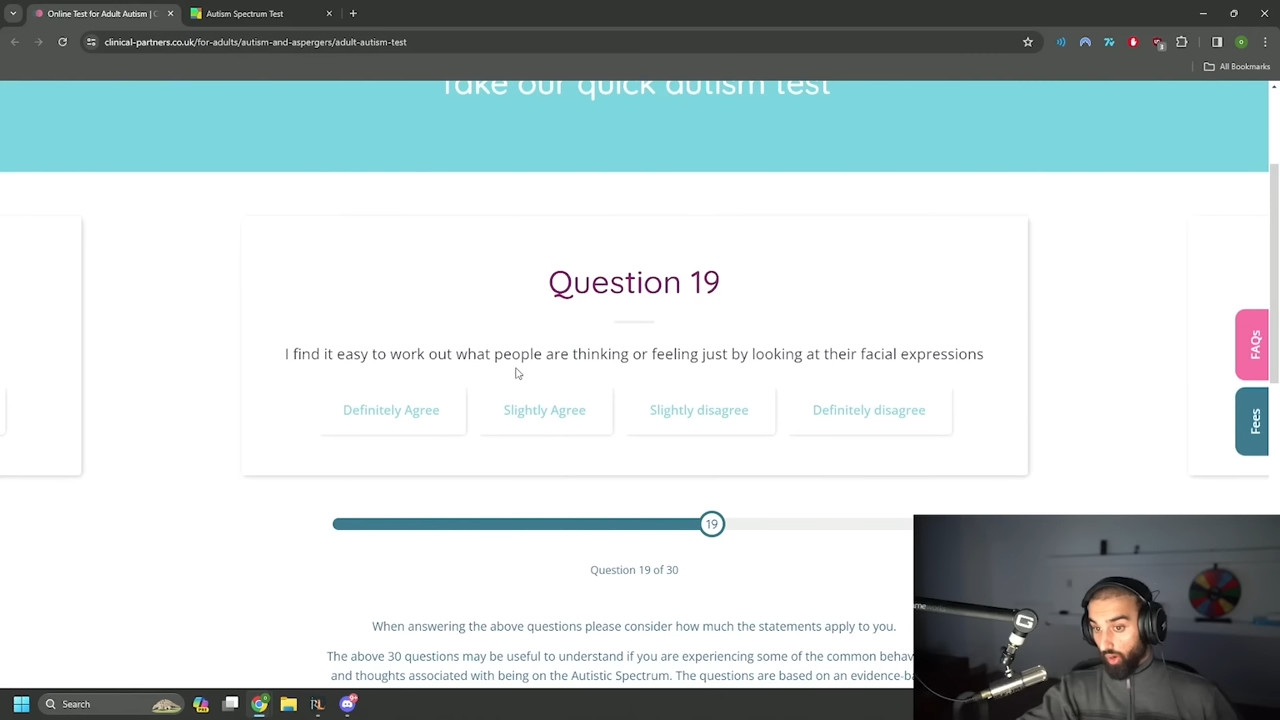 Online Test for Adult Autism | C
Autism Spectrum Test
clinical-partners.co.uk/for-adults/autism-and-aspergers/adult-autism-test
All Bookmarks
Take our quick autism test
Question 19
I find it easy to work out what people are thinking or feeling just by looking at their facial expressions
Definitely Agree
Slightly Agree
Slightly disagree
Definitely disagree
FAQs
Fees
19
Question 19 of 30
When answering the above questions please consider how much the statements apply to you.
The above 30 questions may be useful to understand if you are experiencing some of the common behav
and thoughts associated with being on the Autistic Spectrum. The questions are based on an evidence-ba
Search